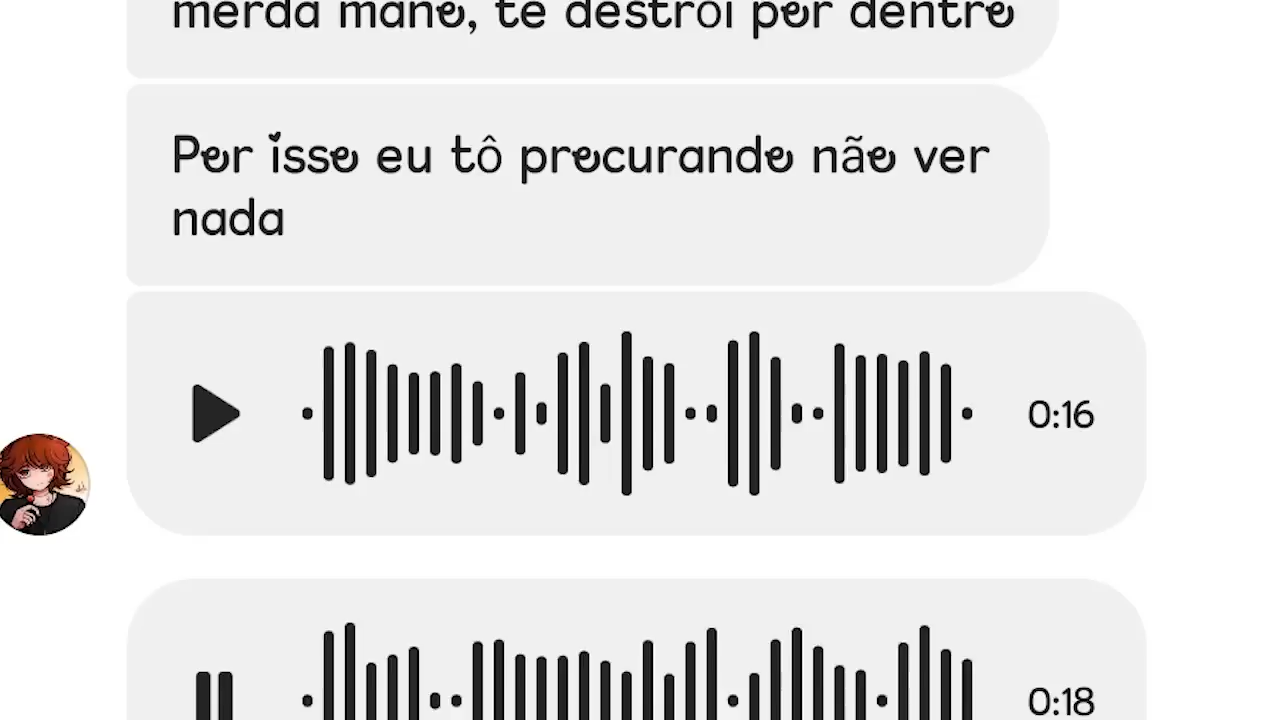 merda mano, te destrói por dentro
Por isso eu tô procurando não ver
nada
0:16
0:18